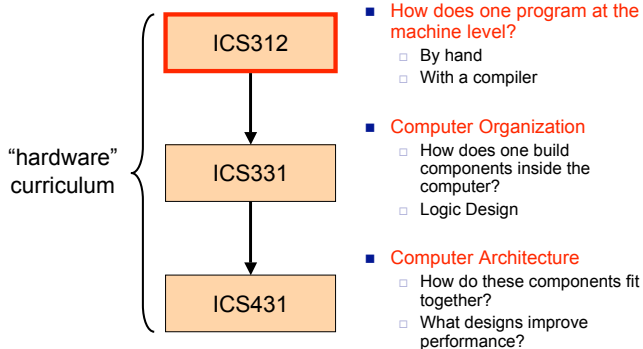 “hardware”
curriculum
ICS312
ICS331
ICS431
How does one program at the
machine level?
By hand
With a compiler
Computer Organization
How does one build
components inside the
computer?
Logic Design
Computer Architecture
How do these components fit
together?
What designs improve
performance?